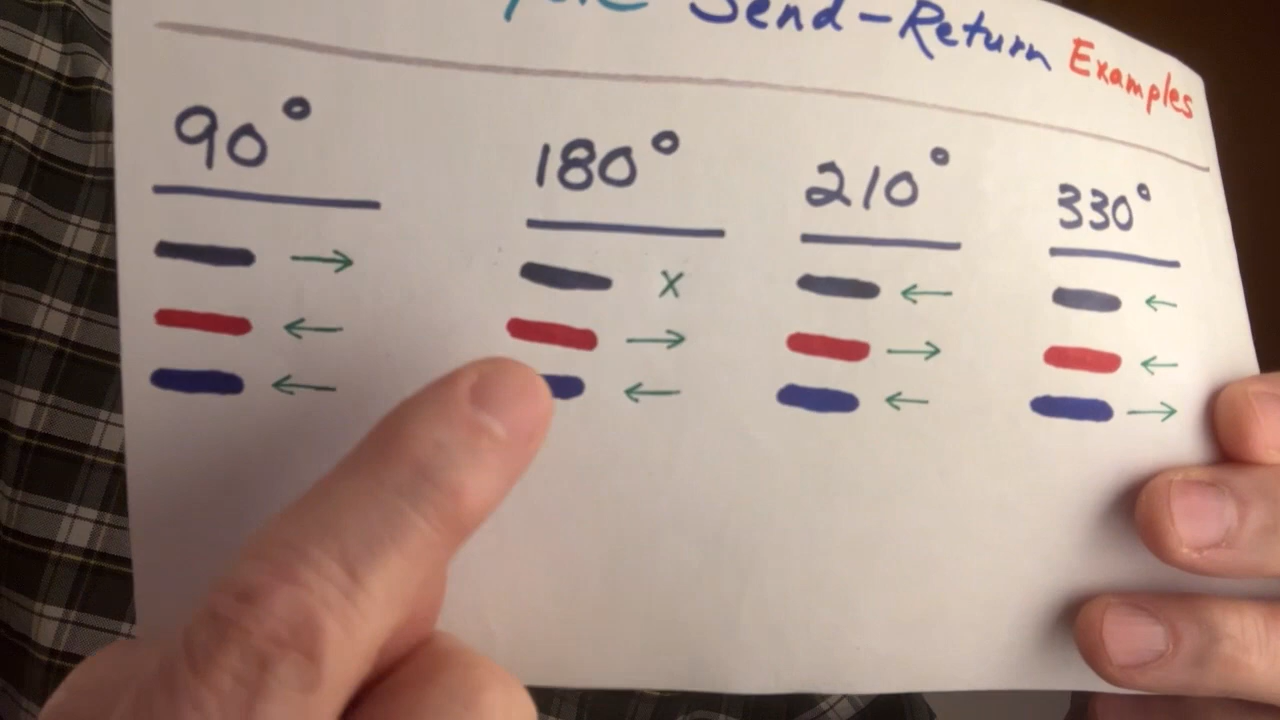 Send-Return Examples
90° 180° 210° 330°
→ x ← ←
← → → ←
← ← ← →